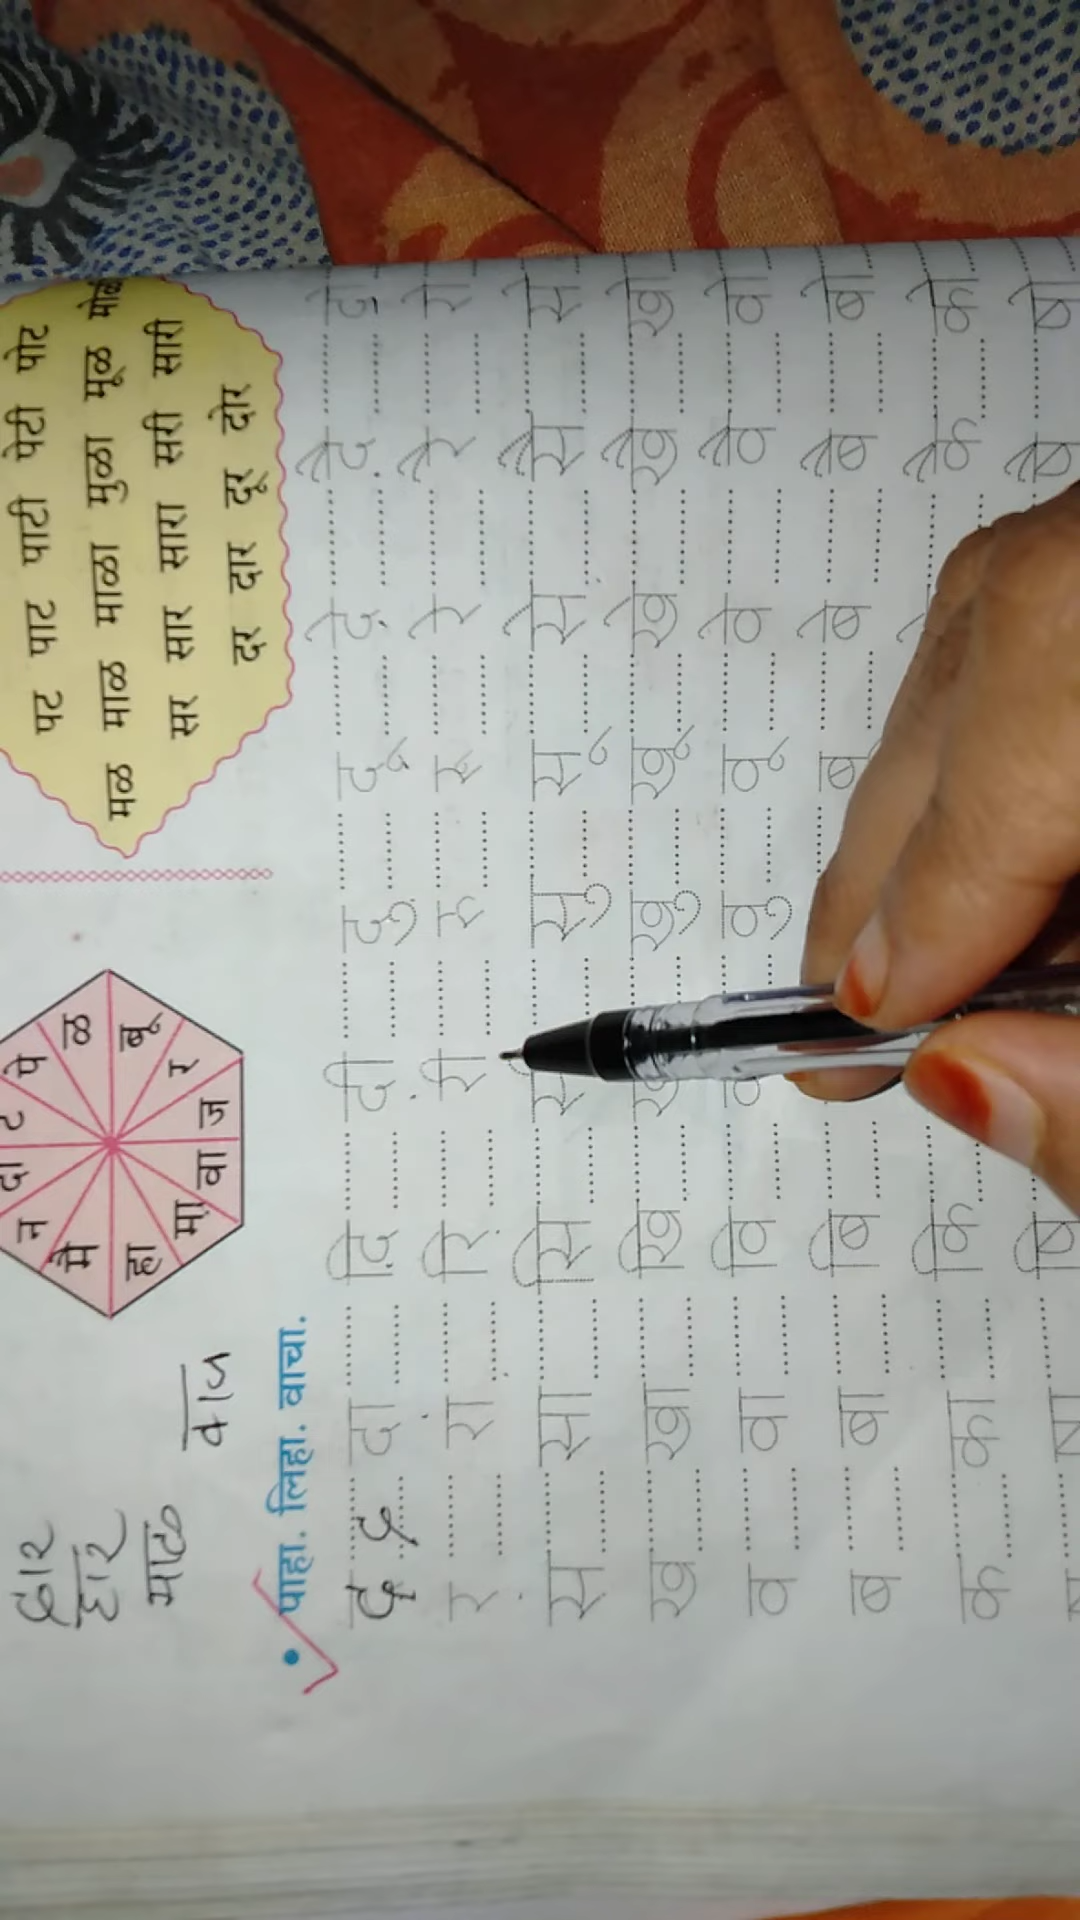 पट पाट पाटी पेटी पोट
मळ माळ माळा मुळा मूळ
सर सार सारा सरी सारी
दर दार दूर दोर
न दा ट पे ळ बू र ज वा मा हा मे
दार
हार
माळ
• पाहा. लिहा. वाचा.
द द दा दि दी दु दू दे दै दो
र रा रि री रु रू रे रै रो
स सा सि सी सु सू से सै सो
ख खा खि खी खु खू खे खै खो
व वा वि वु वू वे वै वो
ब बा बि बू बे बै बो
क का कि कै को